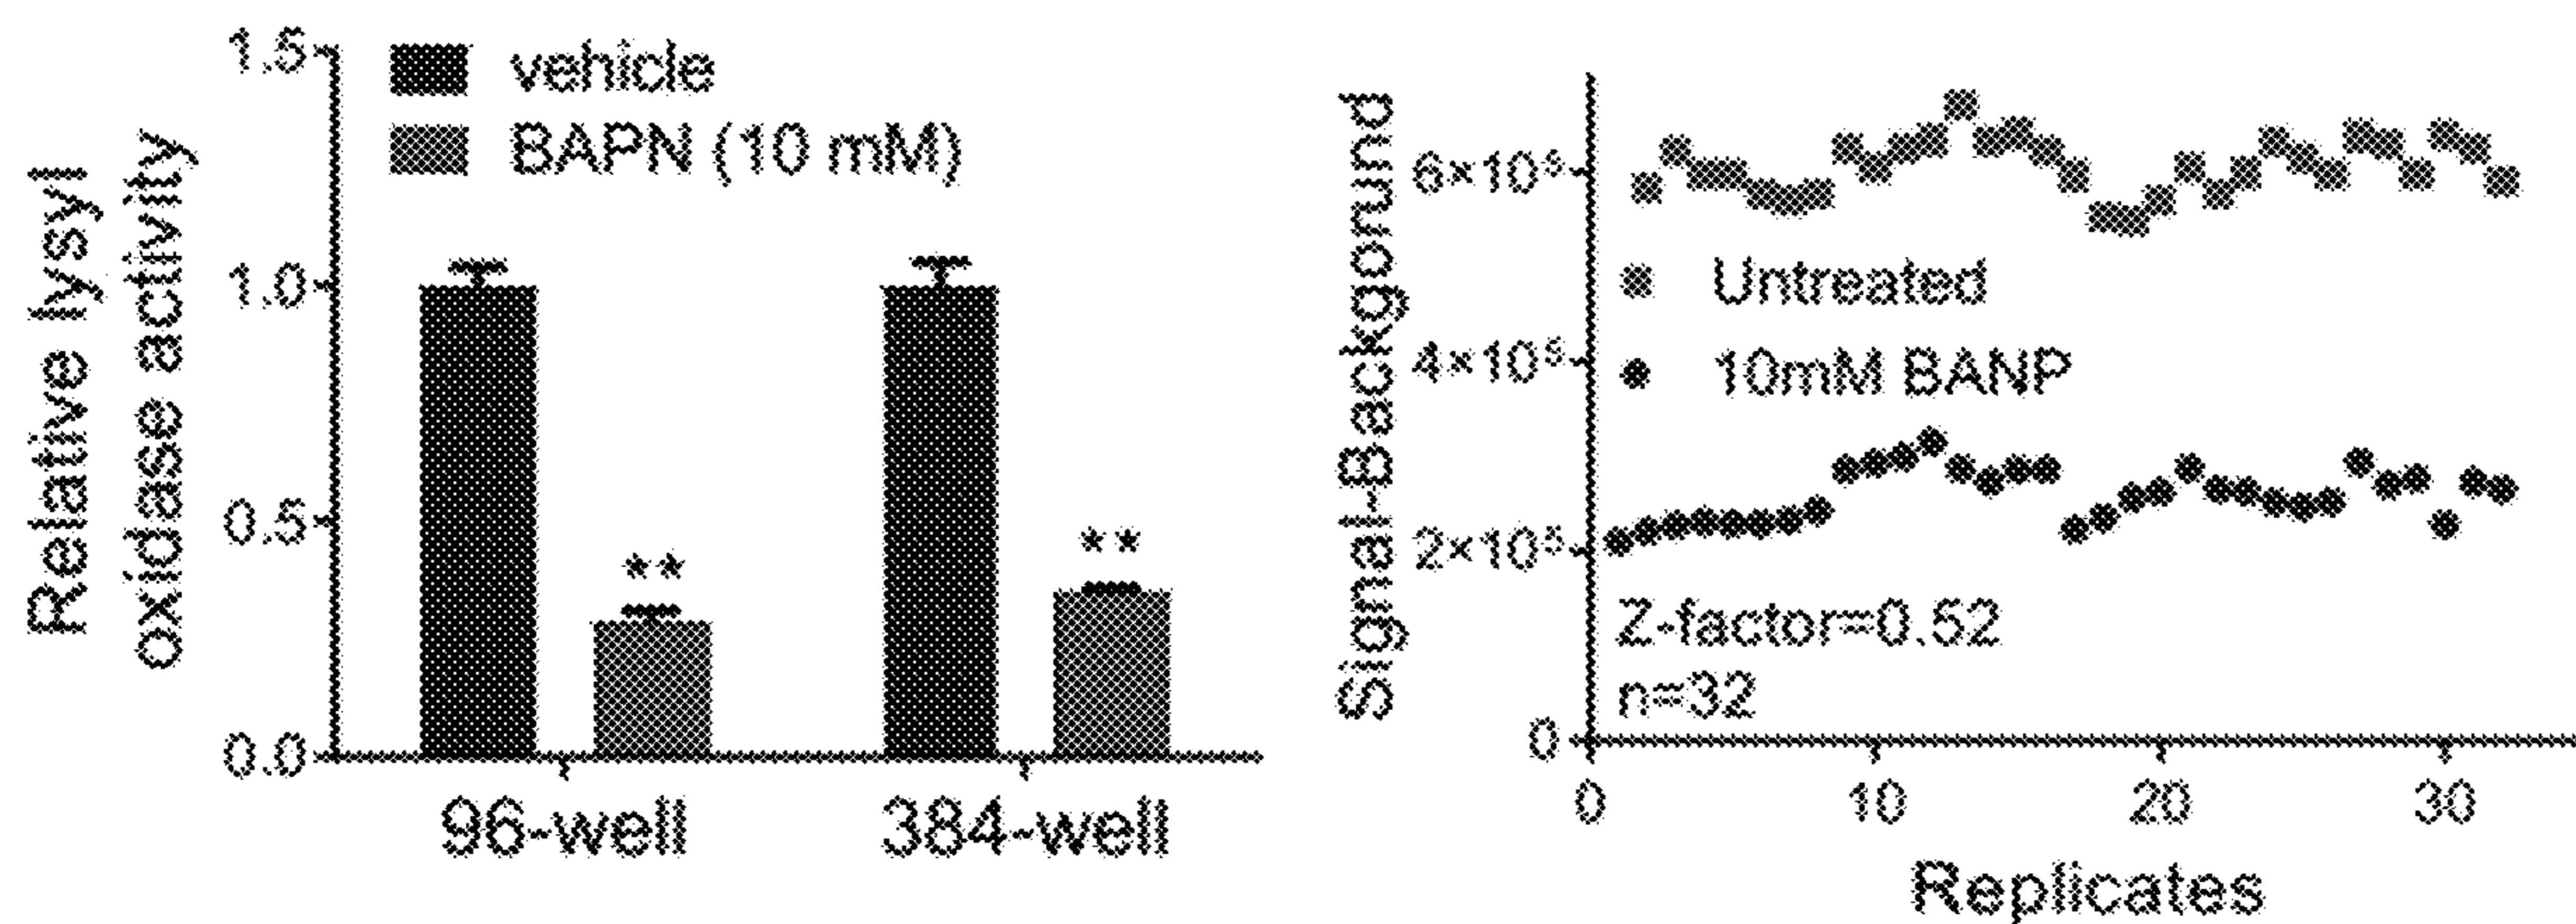 Relative lysyl
oxidase activity
1.5
1.0
0.5
0.0
vehicle
BAPN (10 mM)
**
**
96-well
384-well
Signal-Backgorund
6×10⁵
4×10⁵
2×10⁵
0
Untreated
10mM BANP
Z-factor=0.52
n=32
0
10
20
30
Replicates